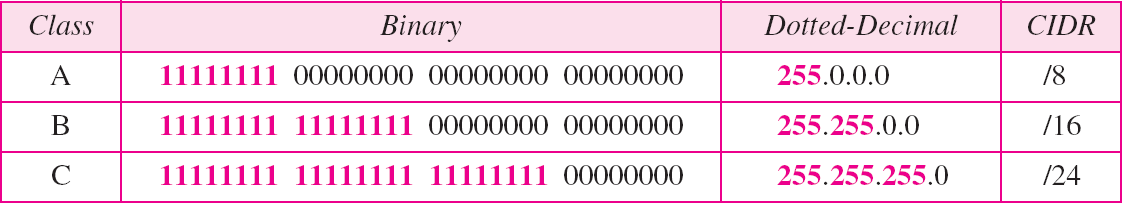 Class Binary Dotted-Decimal CIDR
A 11111111 00000000 00000000 00000000 255.0.0.0 /8
B 11111111 11111111 00000000 00000000 255.255.0.0 /16
C 11111111 11111111 11111111 00000000 255.255.255.0 /24